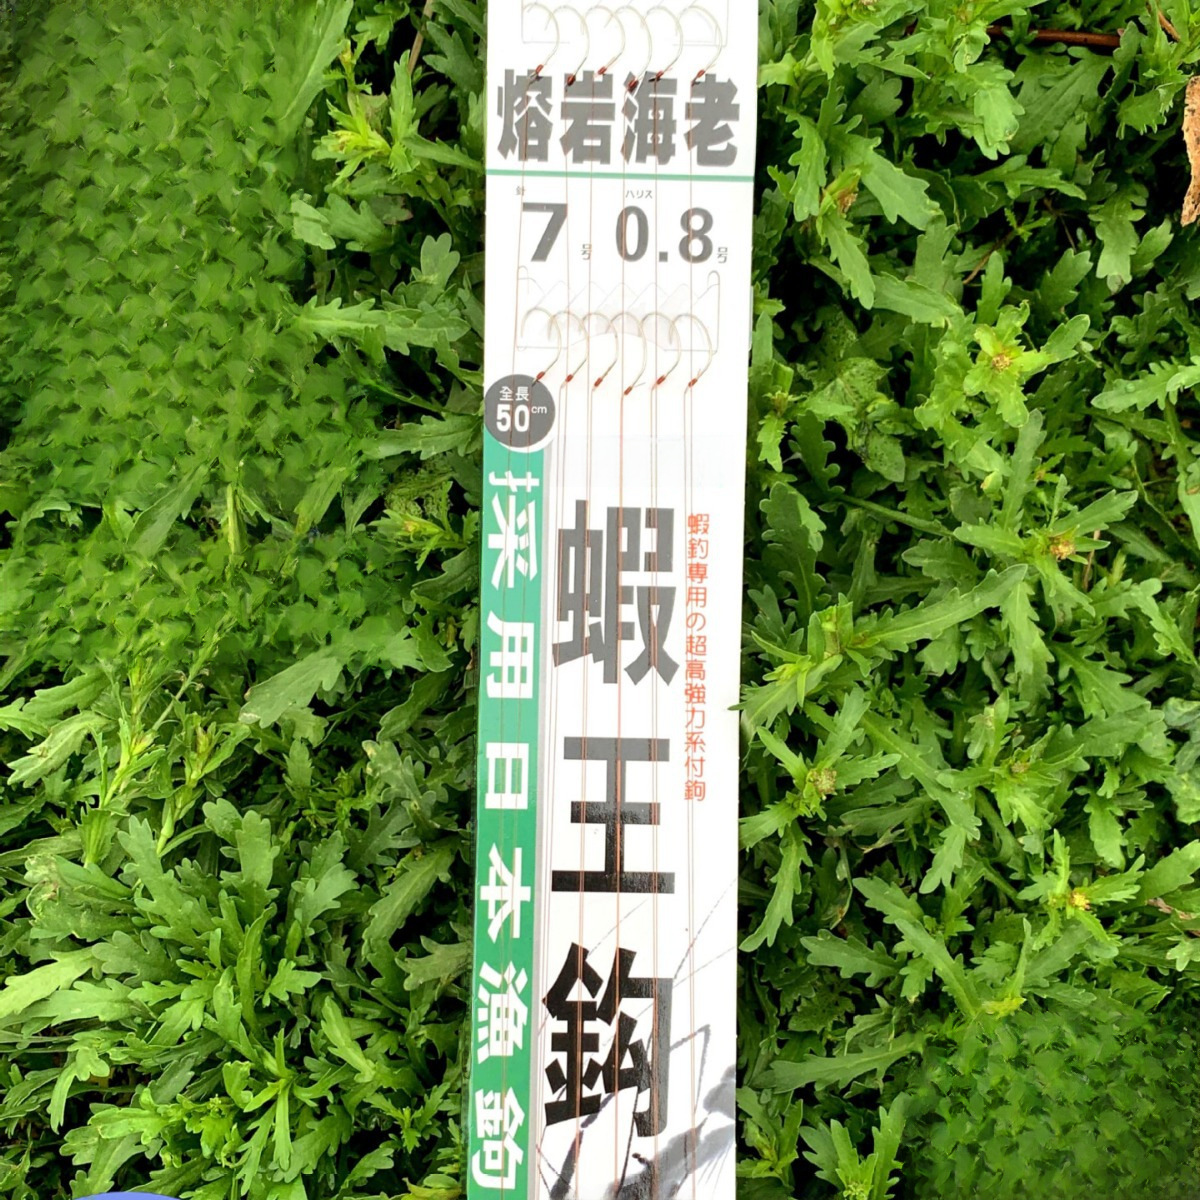 熔岩海老
針 7 号 ハリス 0.8 号
全長
50cm
採用日本漁鉤
蝦王鉤
蝦釣専用の超高強力系付鉤